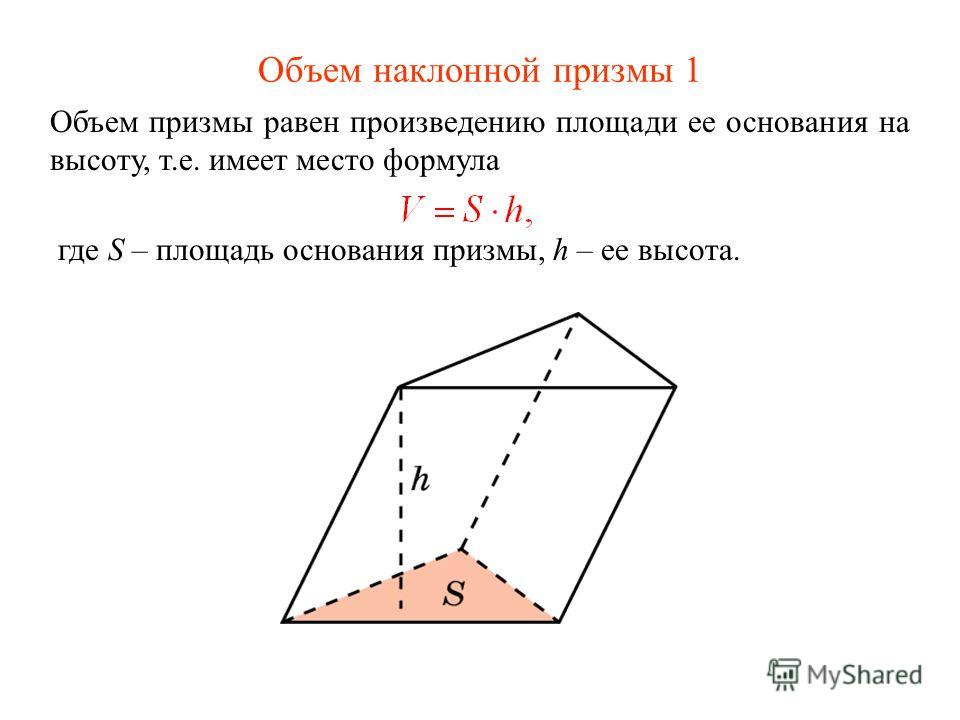 Объем наклонной призмы 1
Объем призмы равен произведению площади ее основания на
высоту, т.е. имеет место формула
V = S · h,
где S – площадь основания призмы, h – ее высота.
h
S
MyShared